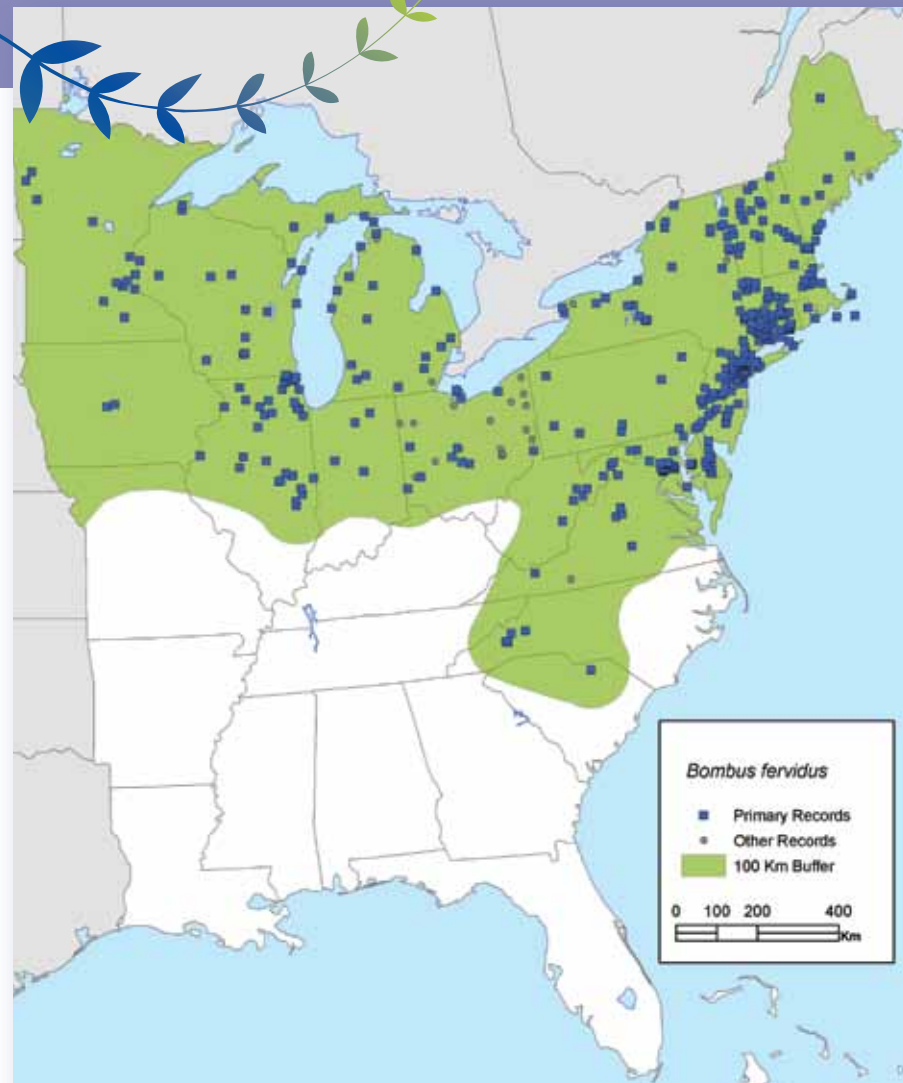 Bombus fervidus
Primary Records
Other Records
100 Km Buffer
0 100 200 400
Km